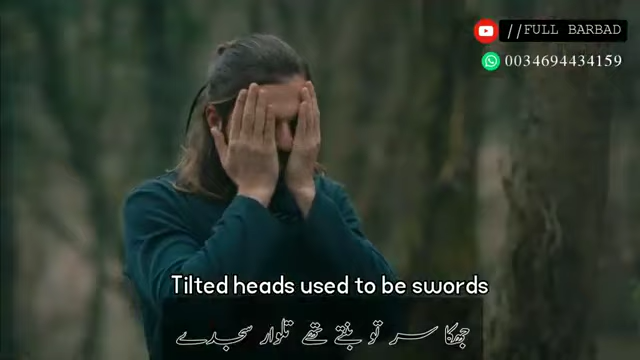 //FULL BARBAD
0034694434159
Tilted heads used to be swords
جھکا سر تو بنتے تھے تلوار سجدے